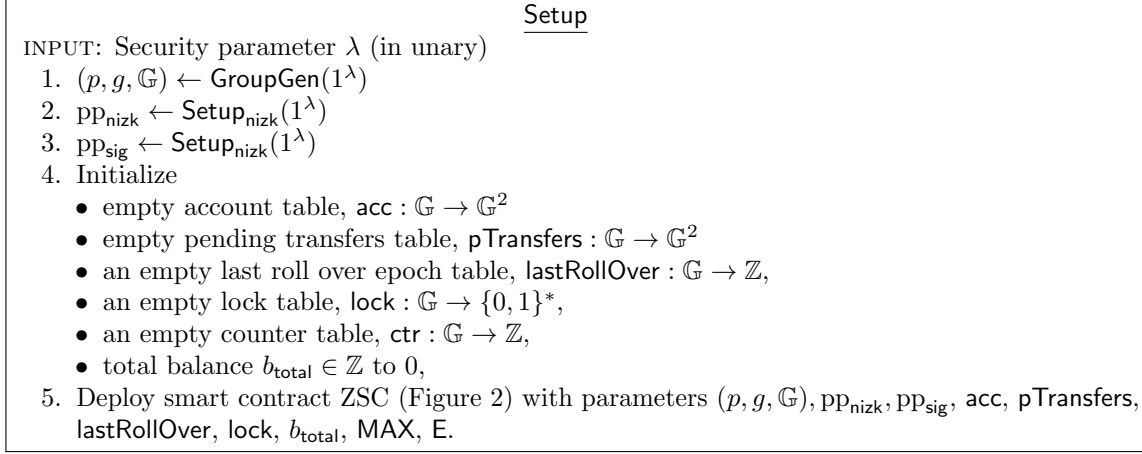 Setup
INPUT: Security parameter λ (in unary)
1. (p, g, 𝔾) ← GroupGen(1^λ)
2. pp_nizk ← Setup_nizk(1^λ)
3. pp_sig ← Setup_nizk(1^λ)
4. Initialize
• empty account table, acc : 𝔾 → 𝔾²
• empty pending transfers table, pTransfers : 𝔾 → 𝔾²
• an empty last roll over epoch table, lastRollOver : 𝔾 → ℤ,
• an empty lock table, lock : 𝔾 → {0, 1}*,
• an empty counter table, ctr : 𝔾 → ℤ,
• total balance b_total ∈ ℤ to 0,
5. Deploy smart contract ZSC (Figure 2) with parameters (p, g, 𝔾), pp_nizk, pp_sig, acc, pTransfers,
lastRollOver, lock, b_total, MAX, E.